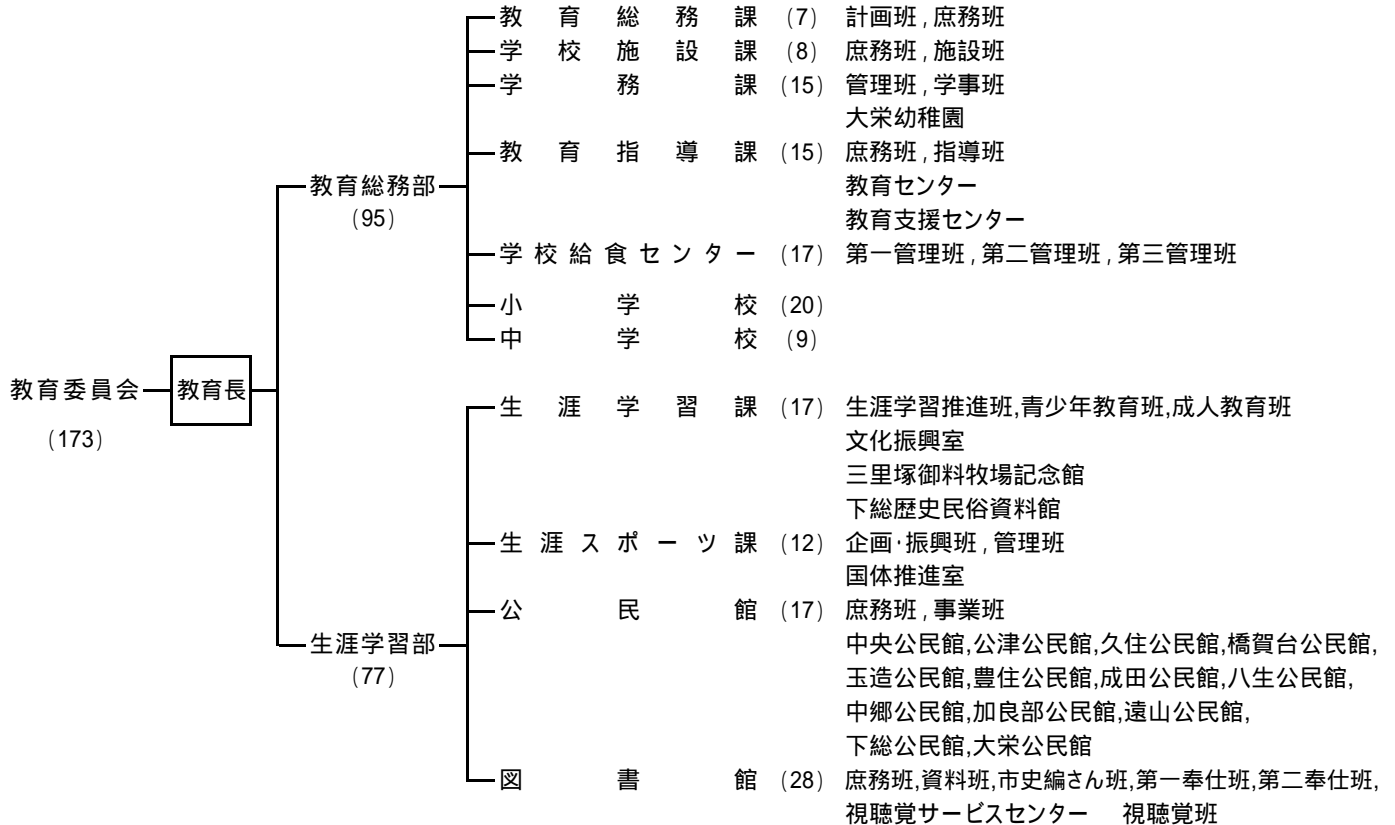 教育総務課 (7) 計画班,庶務班
学校施設課 (8) 庶務班,施設班
学務課 (15) 管理班,学事班
大栄幼稚園
教育指導課 (15) 庶務班,指導班
教育総務部
教育センター
(95)
教育支援センター
学校給食センター (17) 第一管理班,第二管理班,第三管理班
小学校 (20)
中学校 (9)
教育委員会
教育長
(173)
生涯学習課 (17) 生涯学習推進班,青少年教育班,成人教育班
文化振興室
三里塚御料牧場記念館
下総歴史民俗資料館
生涯スポーツ課 (12) 企画·振興班,管理班
国体推進室
公民館 (17) 庶務班,事業班
生涯学習部
(77)
中央公民館,公津公民館,久住公民館,橋賀台公民館,
玉造公民館,豊住公民館,成田公民館,八生公民館,
中郷公民館,加良部公民館,遠山公民館,
下総公民館,大栄公民館
図書館 (28) 庶務班,資料班,市史編さん班,第一奉仕班,第二奉仕班,
視聴覚サービスセンター 視聴覚班